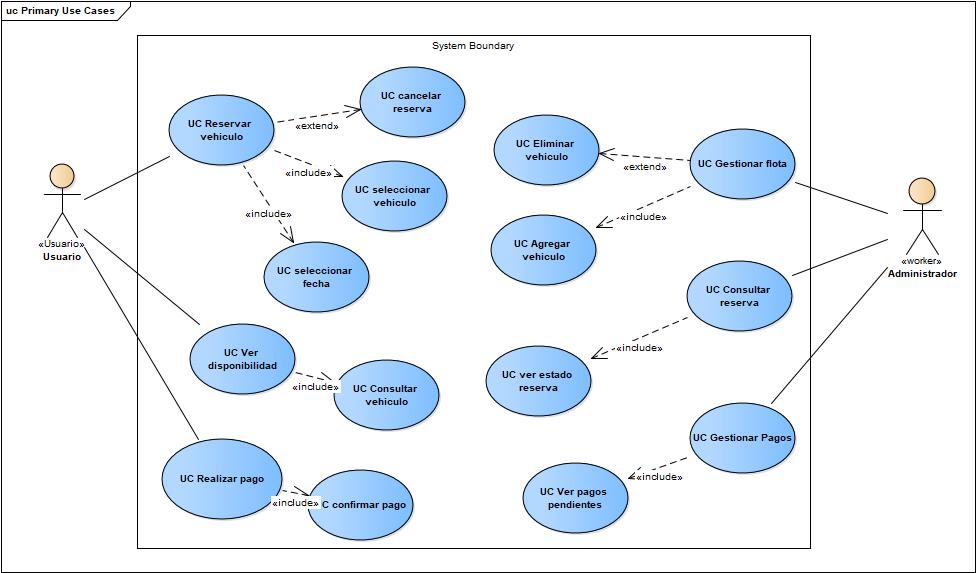 uc Primary Use Cases
System Boundary
UC Reservar
vehiculo
UC cancelar
reserva
«extend»
«include»
UC seleccionar
vehiculo
«include»
UC seleccionar
fecha
«Usuario»
Usuario
UC Ver
disponibilidad
«include»
UC Consultar
vehiculo
UC Realizar pago
«include»
C confirmar pago
UC Eliminar
vehiculo
«extend»
UC Gestionar flota
«include»
UC Agregar
vehiculo
«worker»
Administrador
UC Consultar
reserva
«include»
UC ver estado
reserva
UC Gestionar Pagos
«include»
UC Ver pagos
pendientes